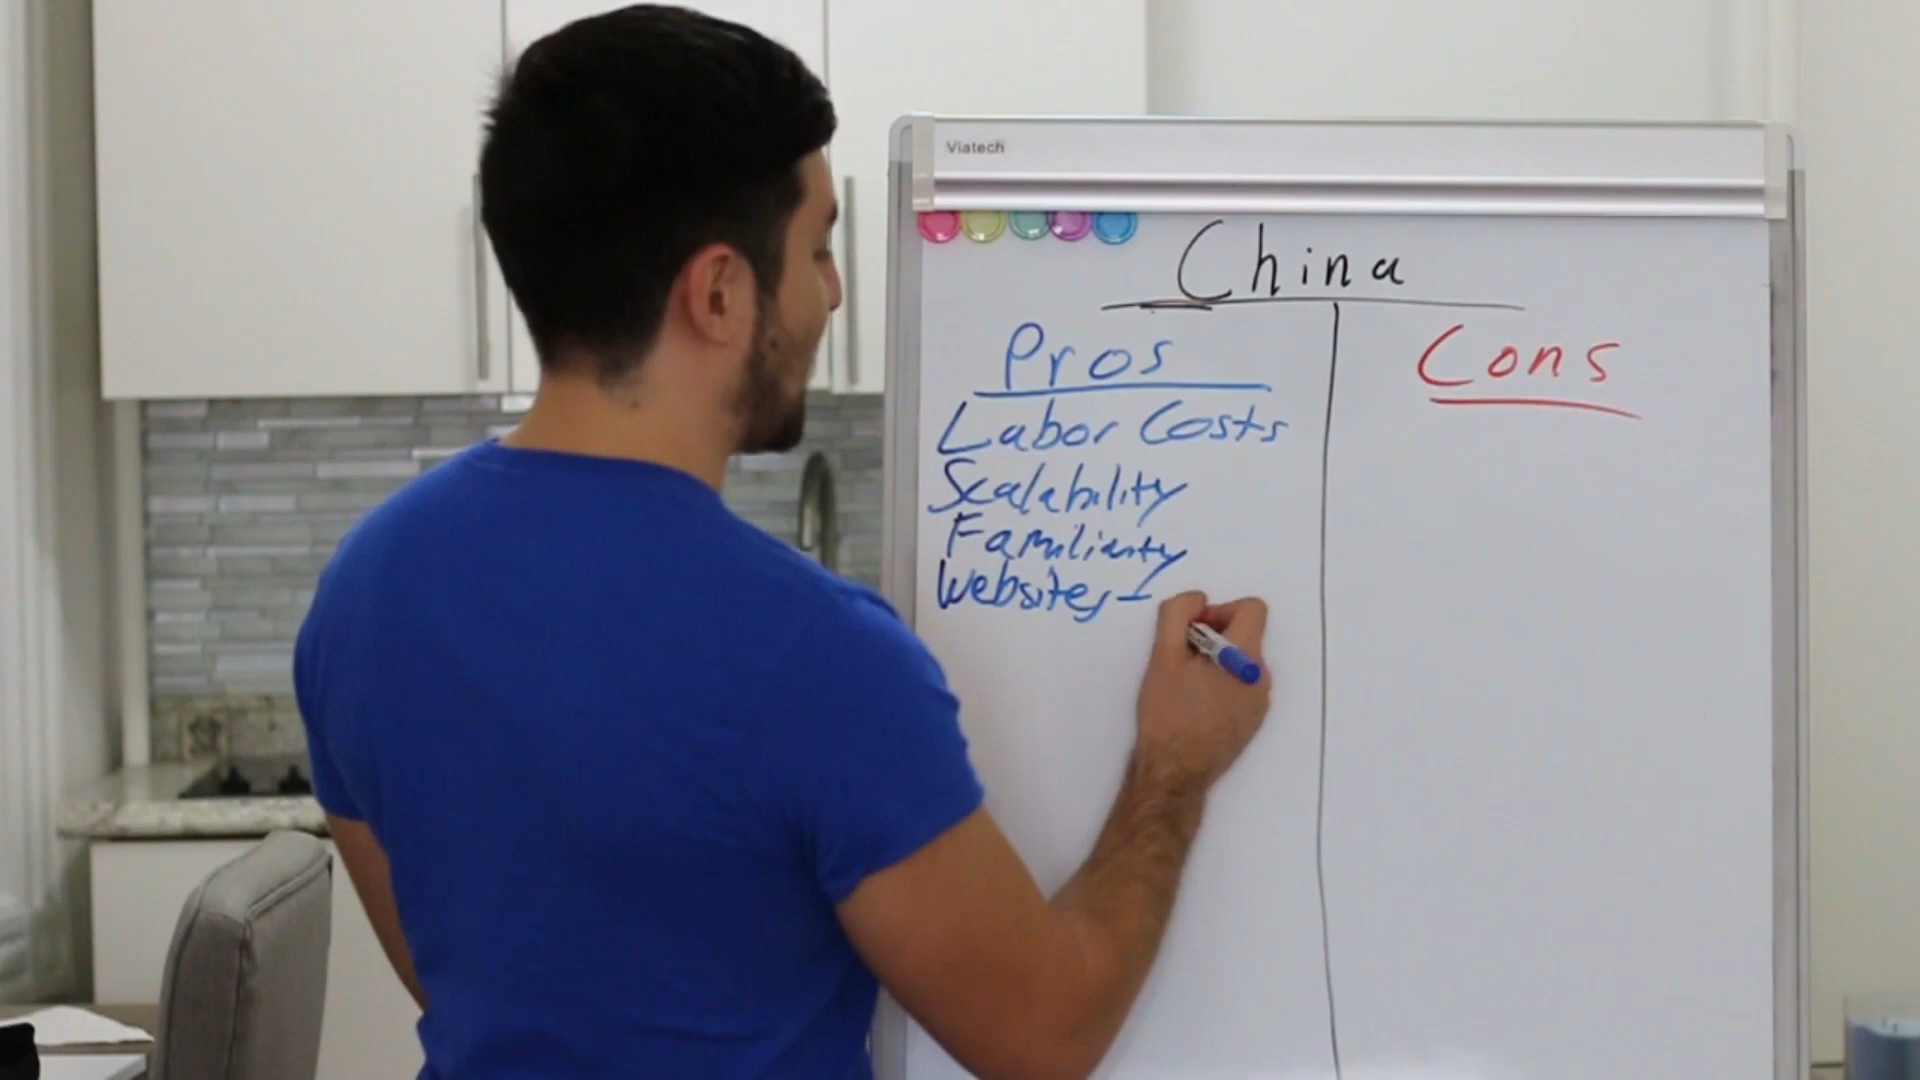 Viatech
China
Pros
Cons
Labor Costs
Scalability
Familiarity
Websites -